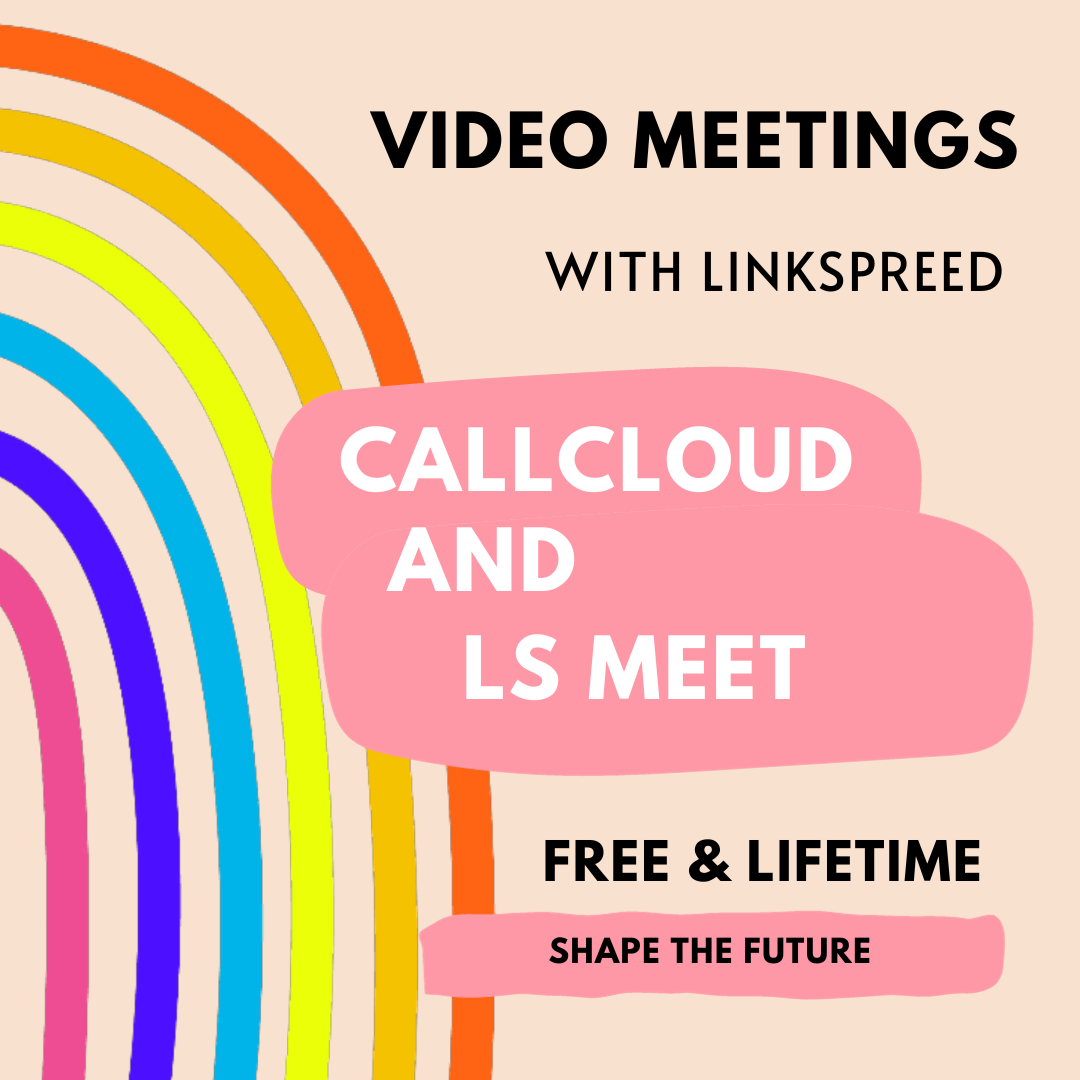 VIDEO MEETINGS
WITH LINKSPREED
CALLCLOUD
AND
LS MEET
FREE & LIFETIME
SHAPE THE FUTURE